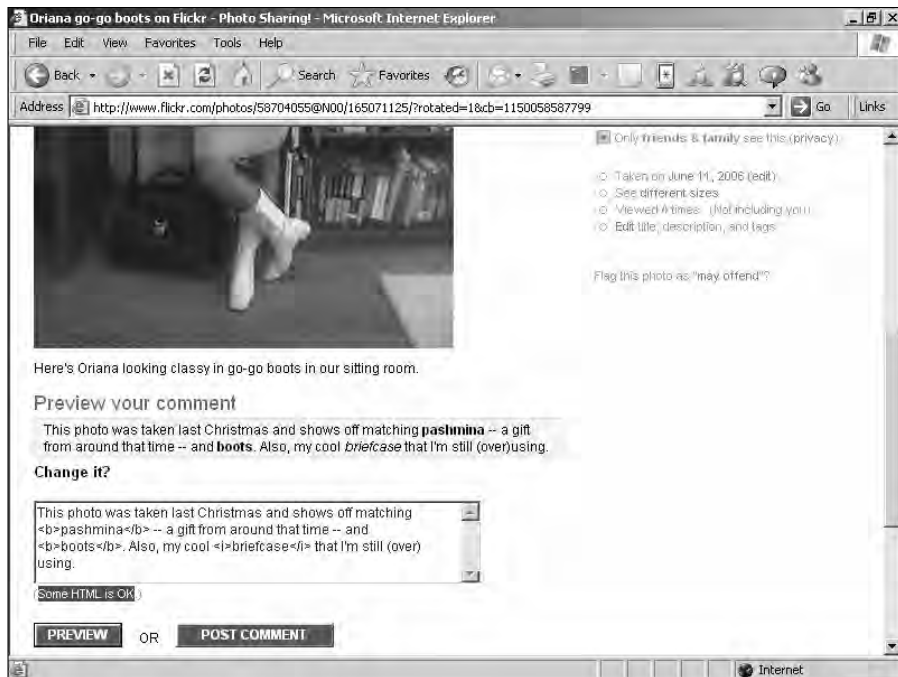 Oriana go-go boots on Flickr - Photo Sharing! - Microsoft Internet Explorer
File Edit View Favorites Tools Help
Back Search Favorites
Address http://www.flickr.com/photos/58704055@N00/165071125/?rotated=1&cb=1150058587799 Go Links
Only friends & family see this (privacy)
Taken on June 11, 2006 (edit)
See different sizes
Viewed 4 times. (Not including you)
Edit title, description, and tags
Flag this photo as "may offend"?
Here's Oriana looking classy in go-go boots in our sitting room.
Preview your comment
This photo was taken last Christmas and shows off matching pashmina -- a gift
from around that time -- and boots. Also, my cool briefcase that I'm still (over)using.
Change it?
This photo was taken last Christmas and shows off matching
<b>pashmina</b> -- a gift from around that time -- and
<b>boots</b>. Also, my cool <i>briefcase</i> that I'm still (over)
using.
(Some HTML is OK)
PREVIEW OR POST COMMENT
Internet